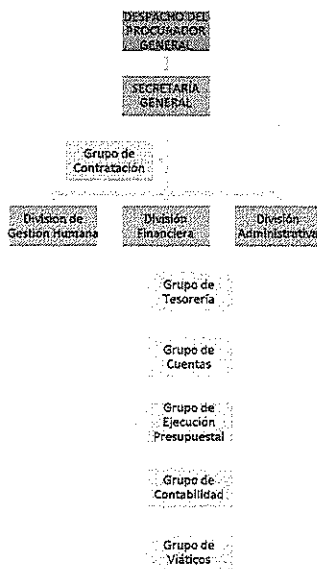 DESPACHO DEL
PROCURADOR
GENERAL
SECRETARÍA
GENERAL
Grupo de
Contratación
División de
Gestión Humana
División
Financiera
División
Administrativa
Grupo de
Tesorería
Grupo de
Cuentas
Grupo de
Ejecución
Presupuestal
Grupo de
Contabilidad
Grupo de
Viáticos